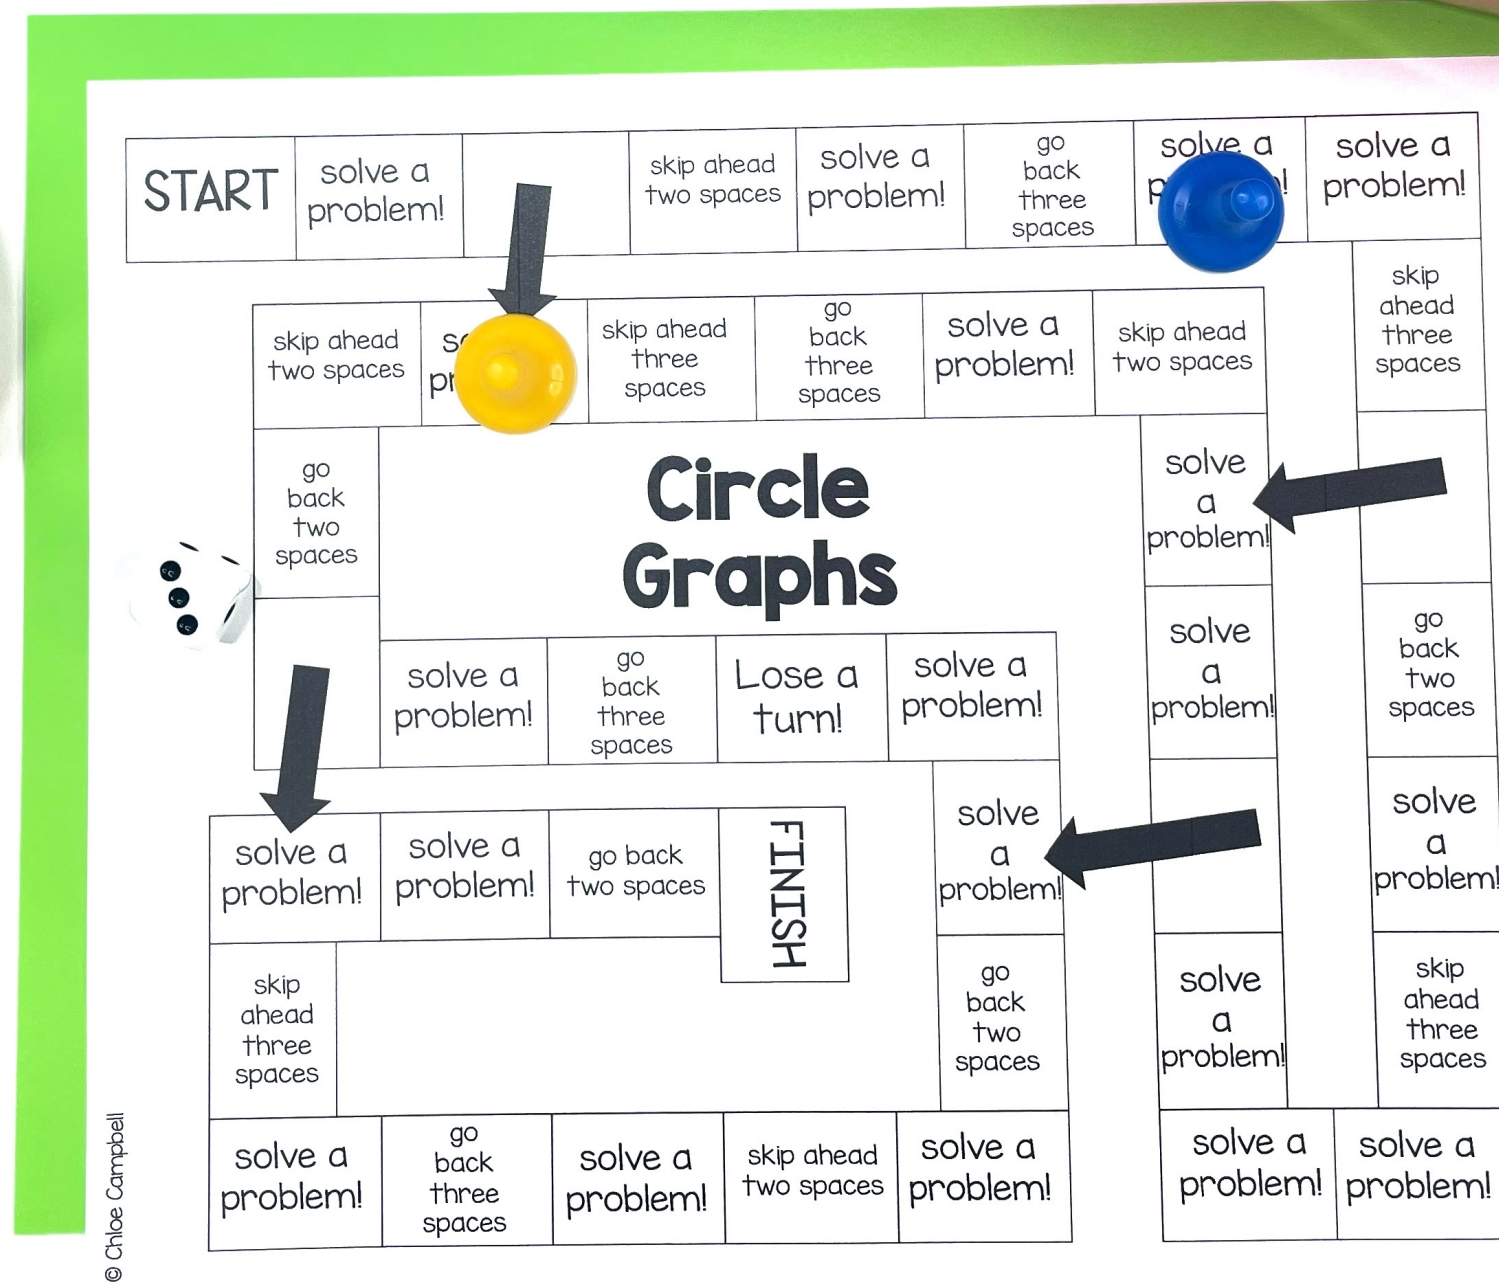 START
solve a
problem!
skip ahead
two spaces
solve a
problem!
go
back
three
spaces
solve a
solve a
problem!
skip
ahead
three
spaces
go
back
two
spaces
solve
a
problem!
skip
ahead
three
spaces
solve a
problem!
solve a
problem!
solve
a
problem!
solve
a
problem!
solve
a
problem!
skip ahead
two spaces
solve a
problem!
go
back
three
spaces
skip ahead
three
spaces
skip ahead
two spaces
go
back
two
spaces
Circle
Graphs
solve a
problem!
go
back
three
spaces
Lose a
turn!
solve a
problem!
solve
a
problem!
go
back
two
spaces
solve a
problem!
skip ahead
two spaces
solve a
problem!
go
back
three
spaces
solve a
problem!
skip
ahead
three
spaces
solve a
problem!
solve a
problem!
go back
two spaces
FINISH
© Chloe Campbell